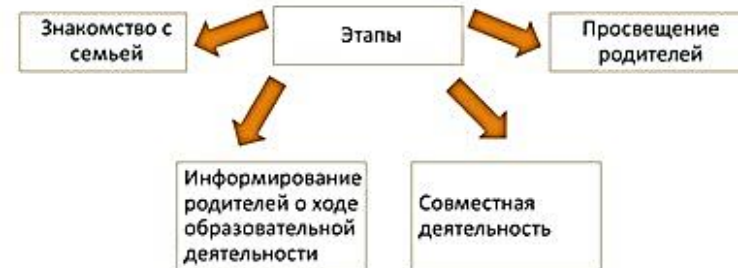 Знакомство с
семьей
Этапы
Просвещение
родителей
Информирование
родителей о ходе
образовательной
деятельности
Совместная
деятельность